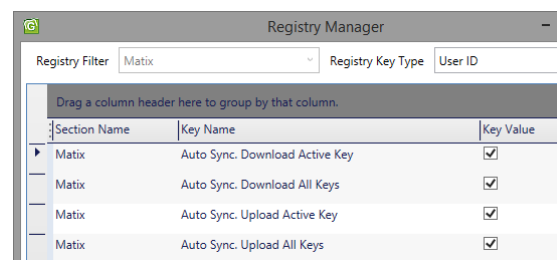 Registry Manager
Registry Filter Matix Registry Key Type User ID
Drag a column header here to group by that column.
Section Name Key Name Key Value
Matix Auto Sync. Download Active Key
Matix Auto Sync. Download All Keys
Matix Auto Sync. Upload Active Key
Matix Auto Sync. Upload All Keys